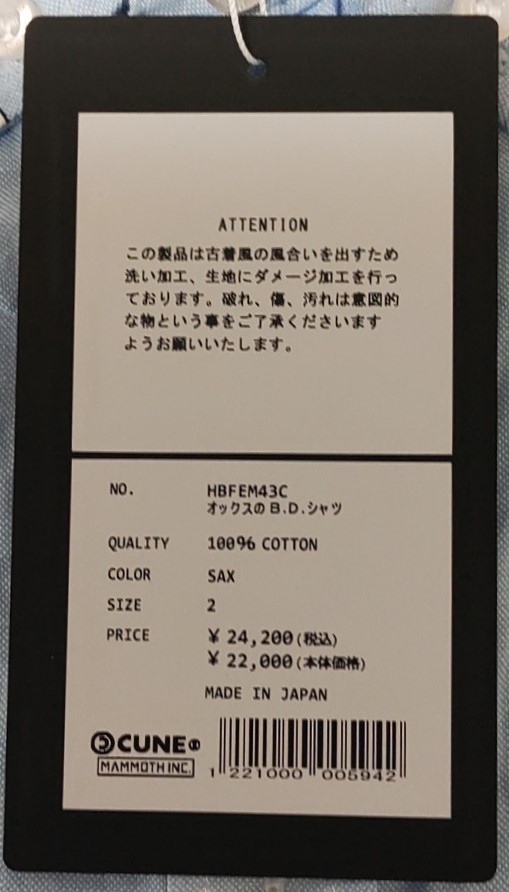 ATTENTION
この製品は古着風の風合いを出すため
洗い加工、生地にダメージ加工を行っ
ております。破れ、傷、汚れは意図的
な物という事をご了承くださいます
ようお願いいたします。
NO. HBFEM43C
オックスの B.D.シャツ
QUALITY 100% COTTON
COLOR SAX
SIZE 2
PRICE ¥ 24,200(税込)
¥ 22,000(本体価格)
MADE IN JAPAN
CUNE®
MAMMOTH INC.
1 221000 005942